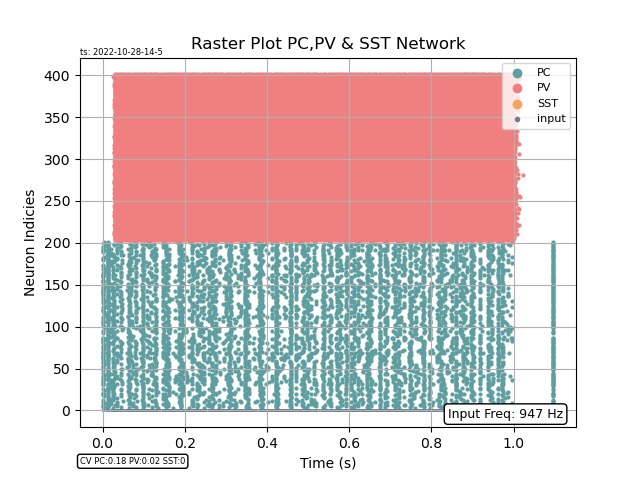 Raster Plot PC,PV & SST Network
ts: 2022-10-28-14-5
PC
PV
SST
input
400
350
300
250
200
150
100
50
0
Neuron Indicies
Input Freq: 947 Hz
0.0 0.2 0.4 0.6 0.8 1.0
Time (s)
CV PC:0.18 PV:0.02 SST:0